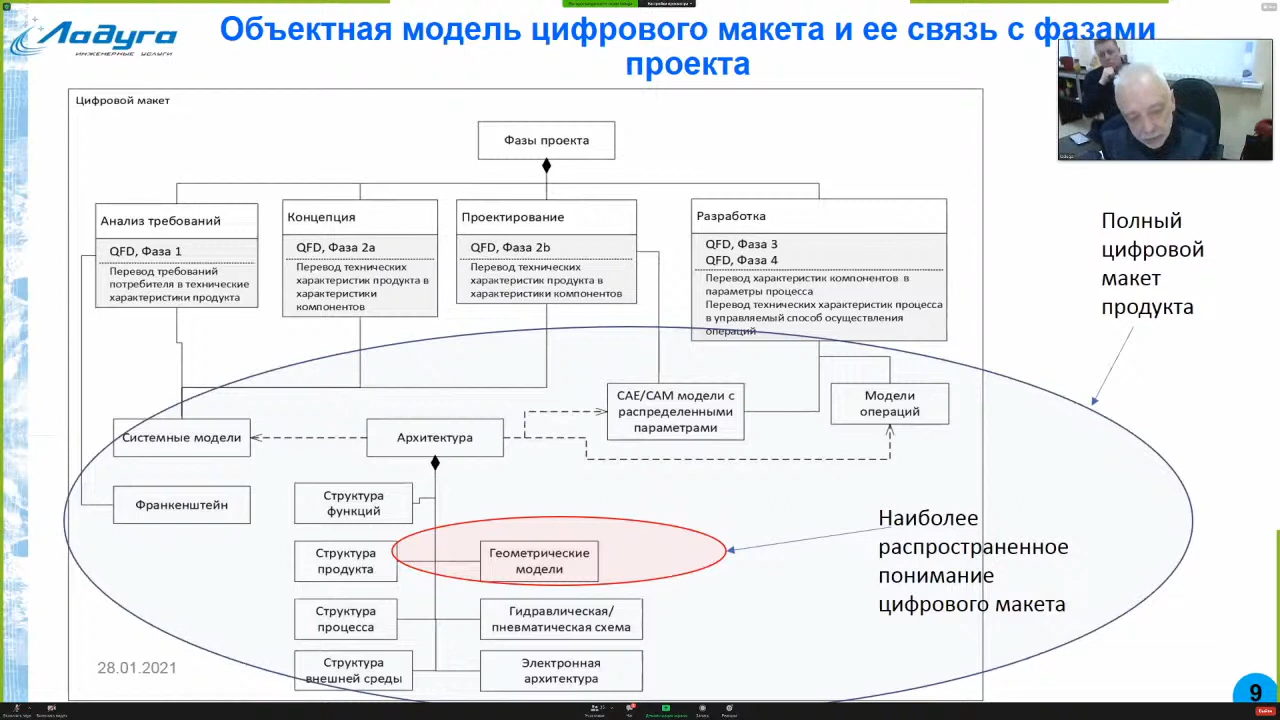 Ладуга
ИНЖЕНЕРНЫЕ УСЛУГИ
Объектная модель цифрового макета и ее связь с фазами
проекта
Цифровой макет
Фазы проекта
Анализ требований
QFD, Фаза 1
Перевод требований
потребителя в технические
характеристики продукта
Концепция
QFD, Фаза 2a
Перевод технических
характеристик продукта в
характеристики
компонентов
Проектирование
QFD, Фаза 2b
Перевод технических
характеристик продукта в
характеристики компонентов
Разработка
QFD, Фаза 3
QFD, Фаза 4
Перевод характеристик компонентов в
параметры процесса
Перевод технических характеристик процесса
в управляемый способ осуществления
операций
Полный
цифровой
макет
продукта
CAE/CAM модели с
распределенными
параметрами
Модели
операций
Системные модели
Архитектура
Франкенштейн
Структура
функций
Структура
продукта
Геометрические
модели
Структура
процесса
Гидравлическая/
пневматическая схема
Структура
внешней среды
Электронная
архитектура
Наиболее
распространенное
понимание
цифрового макета
28.01.2021
9